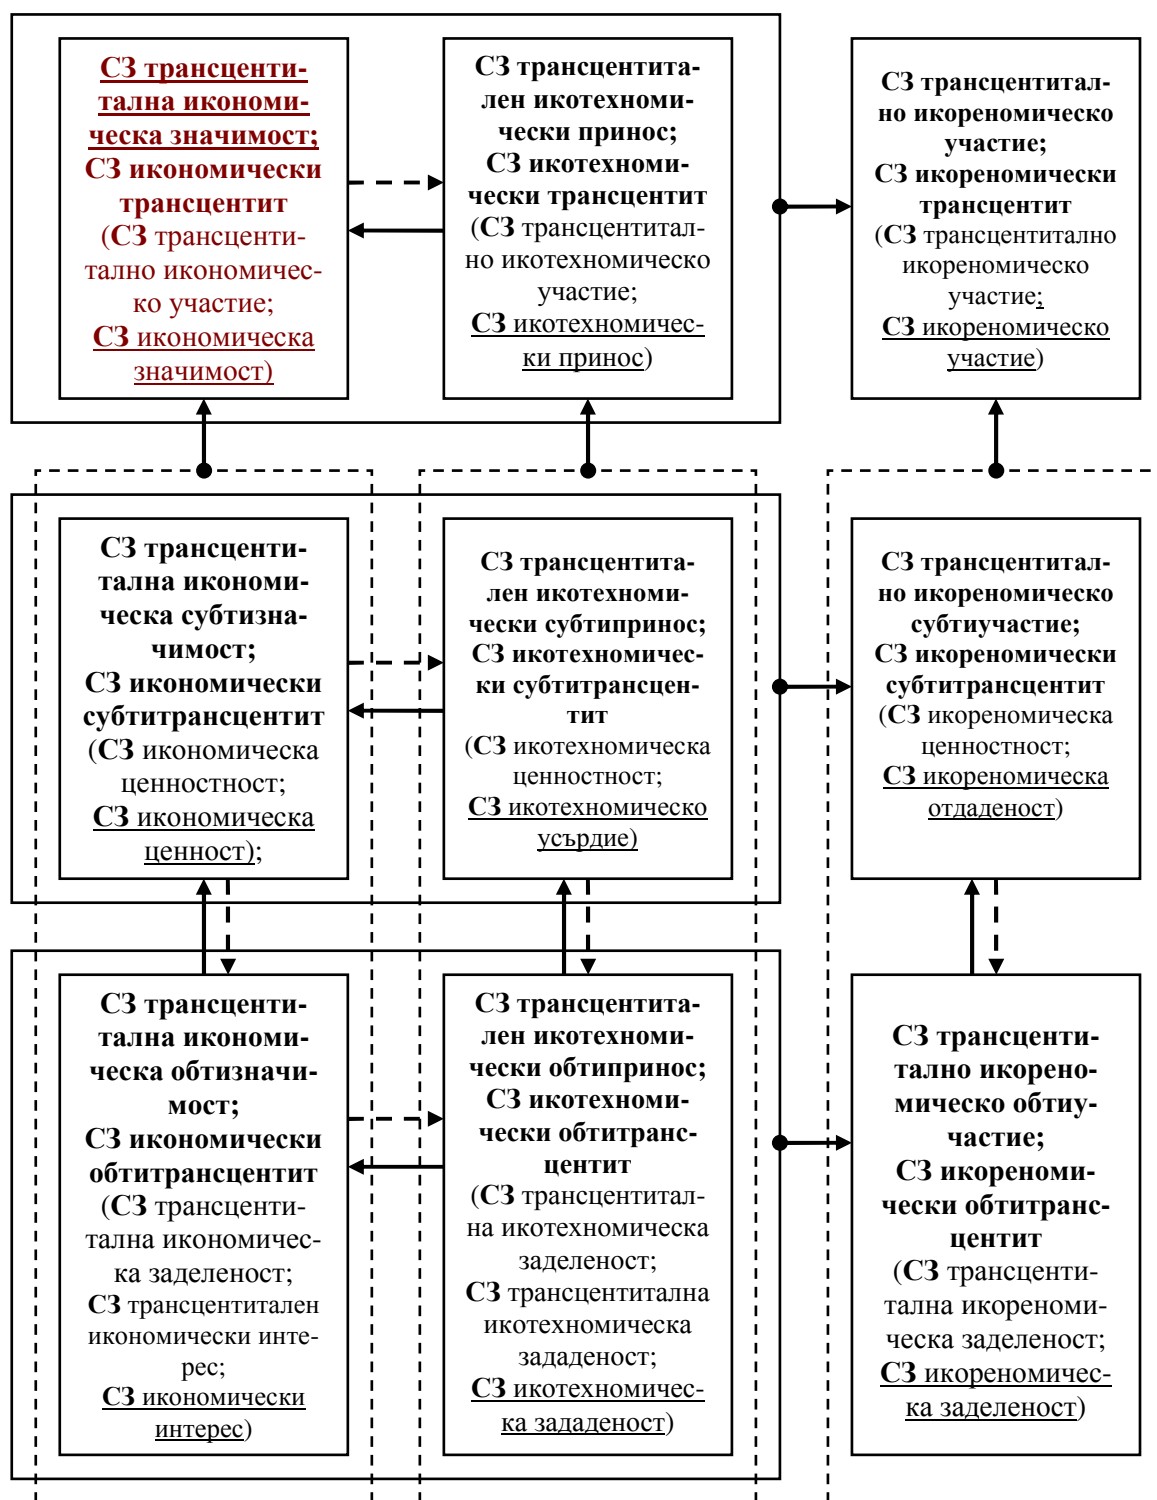 СЗ трансценти-
тална икономи-
ческа значимост;
СЗ икономически
трансцентит
(СЗ трансценти-
тално икономичес-
ко участие;
СЗ икономическа
значимост)
СЗ трансцентита-
лен икотехноми-
чески принос;
СЗ икотехноми-
чески трансцентит
(СЗ трансцентитал-
но икотехномическо
участие;
СЗ икотехномичес-
ки принос)
СЗ трансцентитал-
но икореномическо
участие;
СЗ икореномически
трансцентит
(СЗ трансцентитално
икореномическо
участие;
СЗ икореномическо
участие)
СЗ трансценти-
тална икономи-
ческа субтизна-
чимост;
СЗ икономически
субтитрансцентит
(СЗ икономическа
ценностност;
СЗ икономическа
ценност);
СЗ трансцентита-
лен икотехноми-
чески субтипринос;
СЗ икотехномичес-
ки субтитрансцен-
тит
(СЗ икотехномическа
ценностност;
СЗ икотехномическо
усърдие)
СЗ трансцентитал-
но икореномическо
субтиучастие;
СЗ икореномически
субтитрансцентит
(СЗ икореномическа
ценностност;
СЗ икореномическа
отдаденост)
СЗ трансценти-
тална икономи-
ческа обтизначи-
мост;
СЗ икономически
обтитрансцентит
(СЗ трансценти-
тална икономичес-
ка заделеност;
СЗ трансцентитален
икономически инте-
рес;
СЗ икономически
интерес)
СЗ трансцентита-
лен икотехноми-
чески обтипринос;
СЗ икотехноми-
чески обтитранс-
центит
(СЗ трансцентитал-
на икотехномическа
заделеност;
СЗ трансцентитална
икотехномическа
зададеност;
СЗ икотехномичес-
ка зададеност)
СЗ трансценти-
тално икорено-
мическо обтиу-
частие;
СЗ икореноми-
чески обтитранс-
центит
(СЗ трансценти-
тална икореноми-
ческа заделеност;
СЗ икореномичес-
ка заделеност)